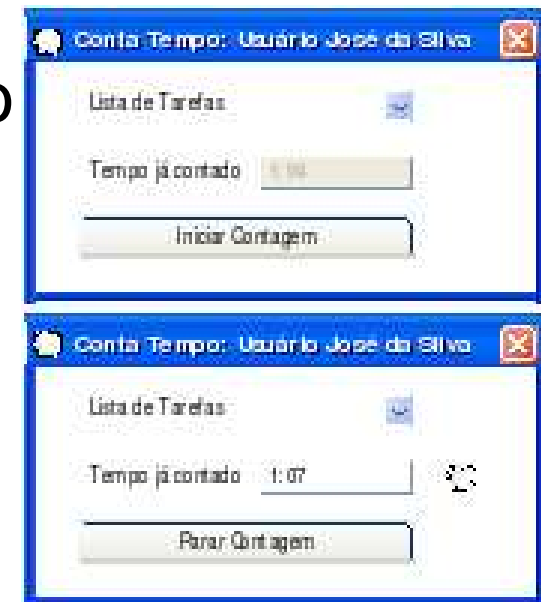 o
Conta Tempo: Usuário José da Silva
Lista de Tarefas
Tempo já contado
Iniciar Contagem
Conta Tempo: Usuário José da Silva
Lista de Tarefas
Tempo já contado 1:07
Parar Contagem